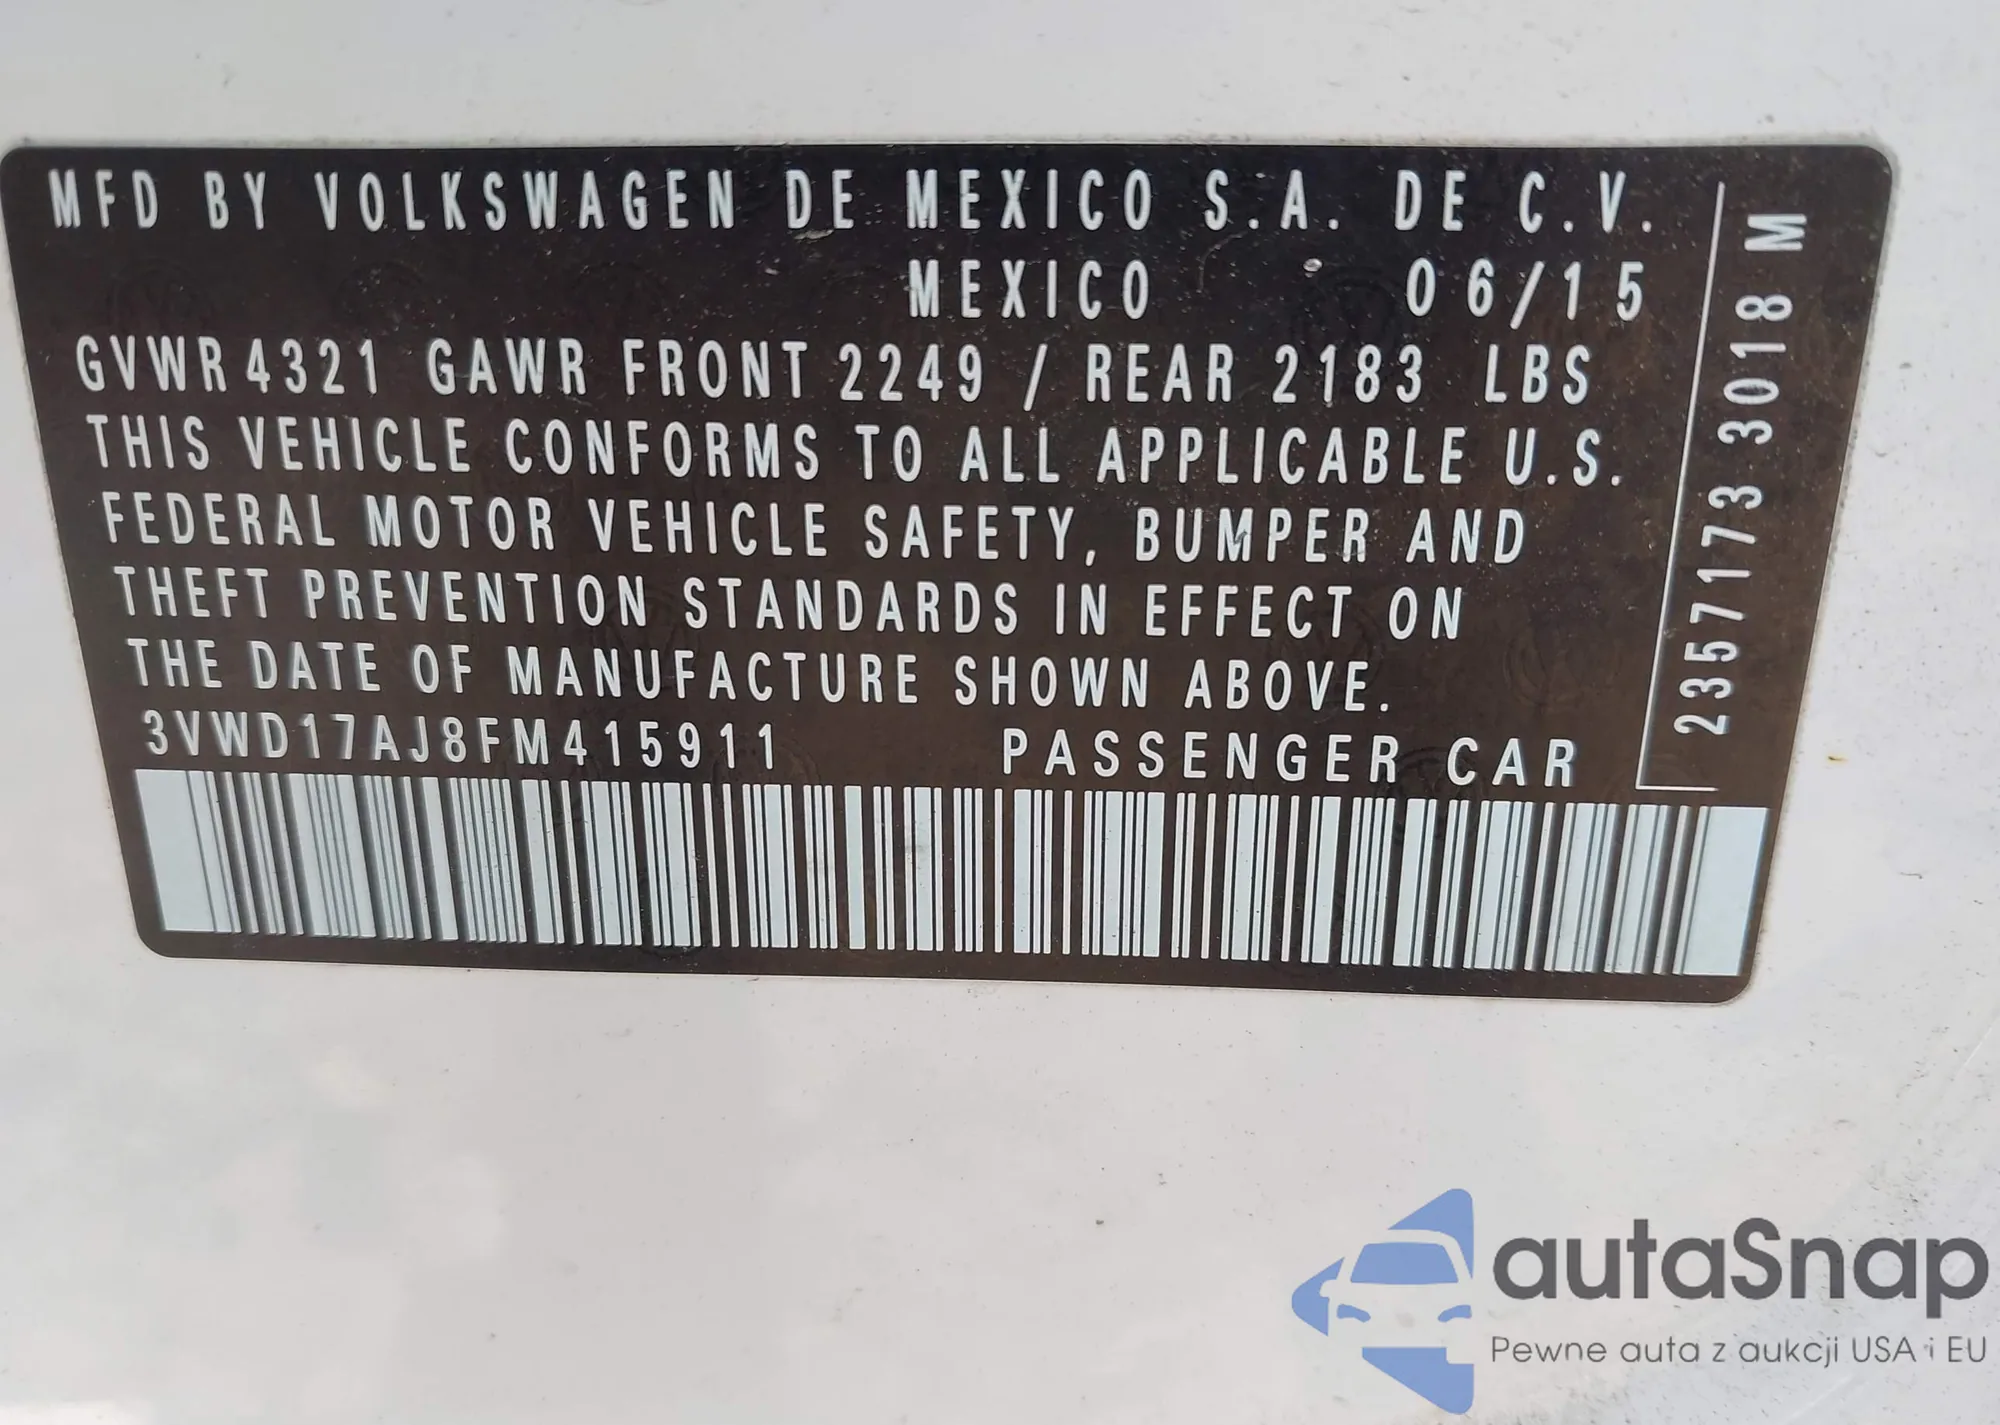 MFD BY VOLKSWAGEN DE MEXICO S.A. DE C.V.
MEXICO 06/15
GVWR 4321 GAWR FRONT 2249 / REAR 2183 LBS
THIS VEHICLE CONFORMS TO ALL APPLICABLE U.S.
FEDERAL MOTOR VEHICLE SAFETY, BUMPER AND
THEFT PREVENTION STANDARDS IN EFFECT ON
THE DATE OF MANUFACTURE SHOWN ABOVE.
3VWD17AJ8FM415911 PASSENGER CAR
2357173 3018 M
autaSnap
Pewne auta z aukcji USA i EU